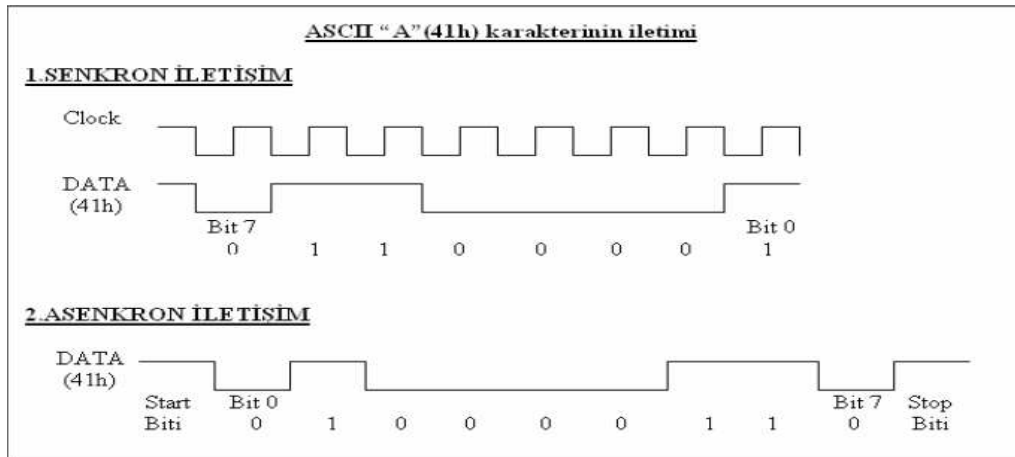 ASCII “A”(41h) karakterinin iletimi
1.SENKRON İLETİŞİM
Clock
DATA
(41h)
Bit 7 Bit 0
0 1 1 0 0 0 0 1
2.ASENKRON İLETİŞİM
DATA
(41h)
Start Bit 0 Bit 7 Stop
Biti 0 1 0 0 0 0 1 1 0 Biti